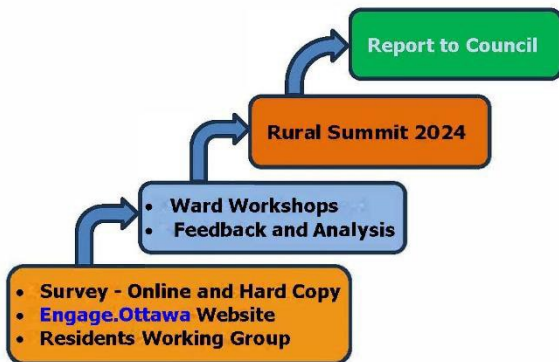 Report to Council
Rural Summit 2024
• Ward Workshops
• Feedback and Analysis
• Survey - Online and Hard Copy
• Engage.Ottawa Website
• Residents Working Group